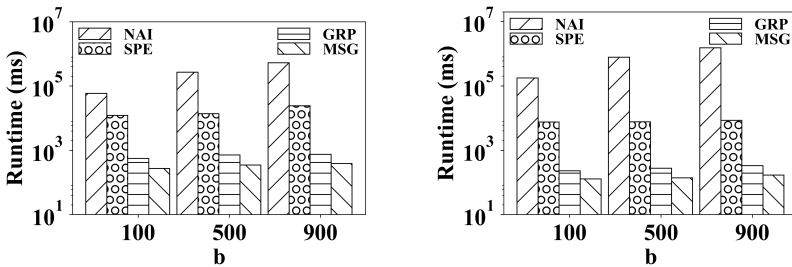 Runtime (ms)
10^7
10^5
10^3
10^1
NAI
SPE
GRP
MSG
100 500 900
b
Runtime (ms)
10^7
10^5
10^3
10^1
NAI
SPE
GRP
MSG
100 500 900
b